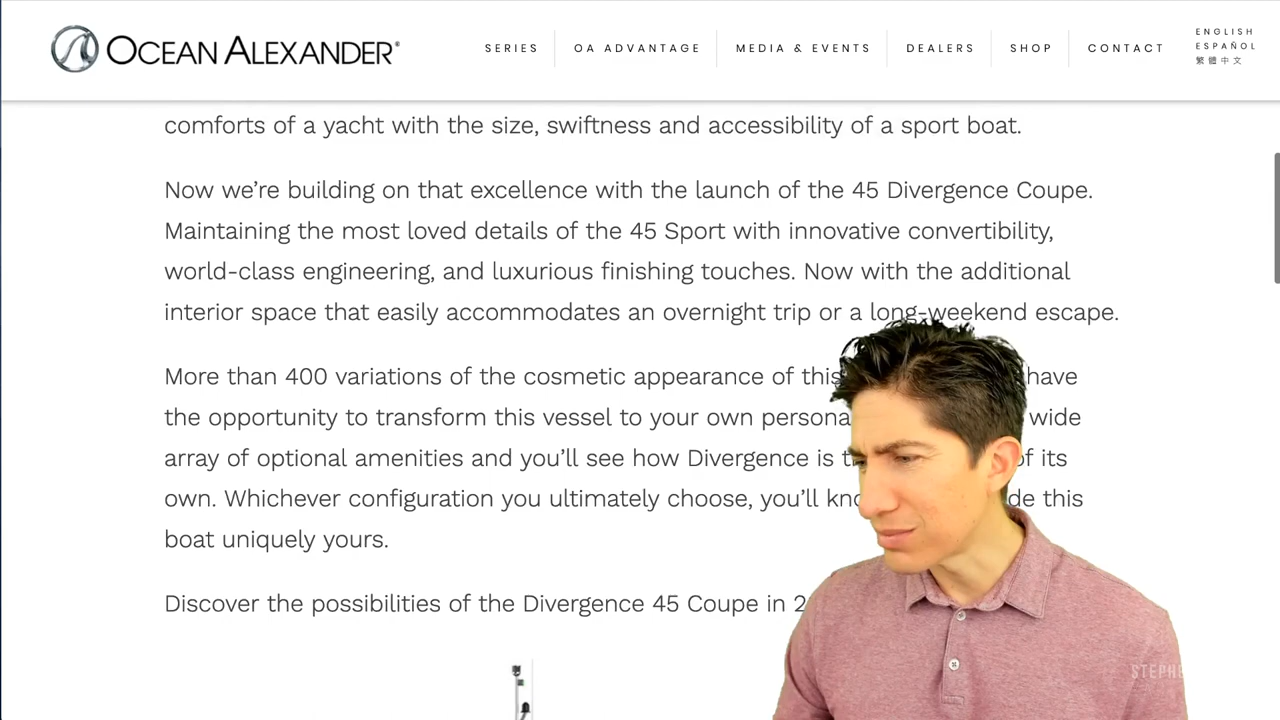 OCEAN ALEXANDER®
SERIES
OA ADVANTAGE
MEDIA & EVENTS
DEALERS
SHOP
CONTACT
ENGLISH
ESPAÑOL
繁體中文
comforts of a yacht with the size, swiftness and accessibility of a sport boat.
Now we're building on that excellence with the launch of the 45 Divergence Coupe.
Maintaining the most loved details of the 45 Sport with innovative convertibility,
world-class engineering, and luxurious finishing touches. Now with the additional
interior space that easily accommodates an overnight trip or a long-weekend escape.
More than 400 variations of the cosmetic appearance of this have
the opportunity to transform this vessel to your own wide
array of optional amenities and you'll see how Divergence is of its
own. Whichever configuration you ultimately choose, you'll this
boat uniquely yours.
Discover the possibilities of the Divergence 45 Coupe in